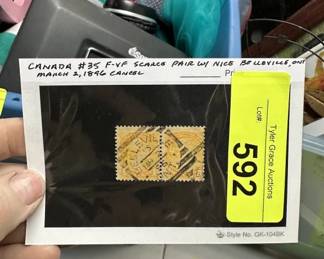 CANADA #35 F-VF SCARCE PAIR W/ NICE BELLEVILLE, ONT
MARCH 2, 1896 CANCEL
Tyler Grace Auctions
Lot#:
592
BELLEVILLE
Style No. GK-104BK